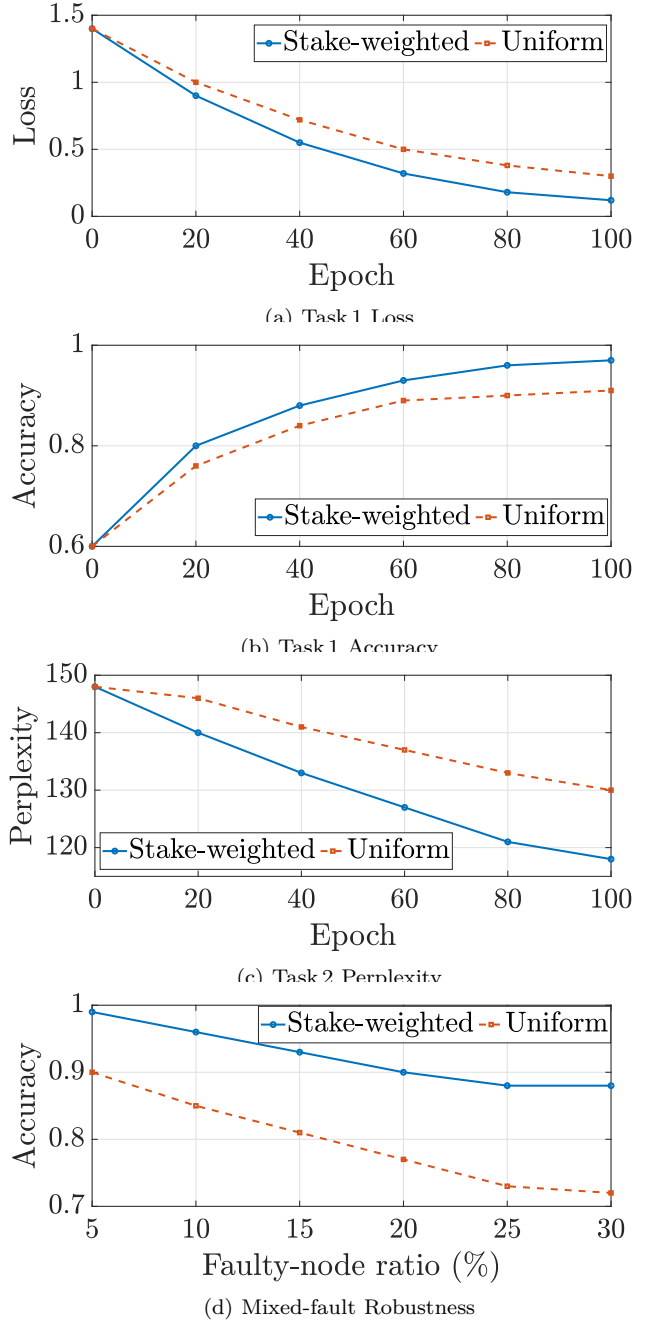 1.5
1
0.5
0
Loss
Stake-weighted Uniform
0 20 40 60 80 100
Epoch
(a) Task 1 Loss
1
0.8
0.6
Accuracy
Stake-weighted Uniform
0 20 40 60 80 100
Epoch
(b) Task 1 Accuracy
150
140
130
120
Perplexity
Stake-weighted Uniform
0 20 40 60 80 100
Epoch
(c) Task 2 Perplexity
1
0.9
0.8
0.7
Accuracy
Stake-weighted Uniform
5 10 15 20 25 30
Faulty-node ratio (%)
(d) Mixed-fault Robustness